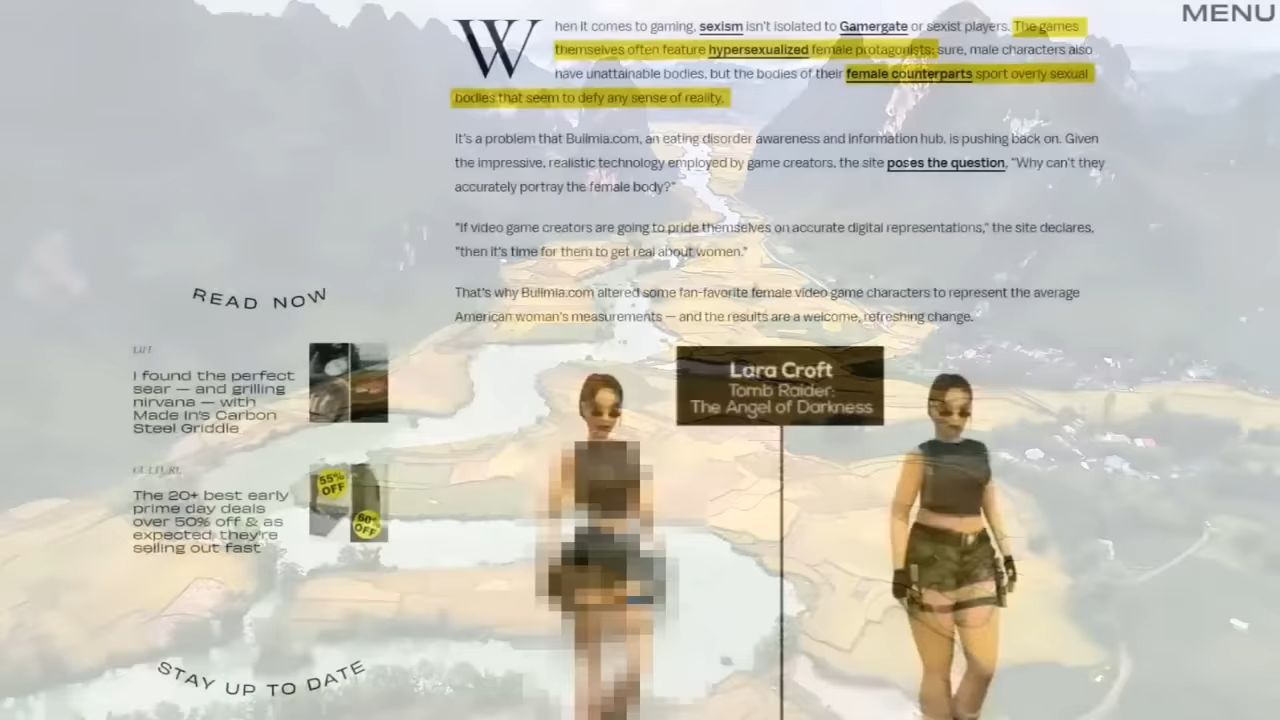 MENU
When it comes to gaming, sexism isn't isolated to Gamergate or sexist players. The games
themselves often feature hypersexualized female protagonists: sure, male characters also
have unattainable bodies, but the bodies of their female counterparts sport overly sexual
bodies that seem to defy any sense of reality.
It's a problem that Bulimia.com, an eating disorder awareness and information hub, is pushing back on. Given
the impressive, realistic technology employed by game creators, the site poses the question, "Why can't they
accurately portray the female body?"
"If video game creators are going to pride themselves on accurate digital representations," the site declares,
"then it's time for them to get real about women."
That's why Bulimia.com altered some fan-favorite female video game characters to represent the average
American woman's measurements — and the results are a welcome, refreshing change.
READ NOW
LIFE
I found the perfect
sear — and grilling
nirvana — with
Made In's Carbon
Steel Griddle
CULTURE
55%
OFF
60%
OFF
The 20+ best early
prime day deals
over 50% off & as
expected, they're
selling out fast
STAY UP TO DATE
Lara Croft
Tomb Raider:
The Angel of Darkness